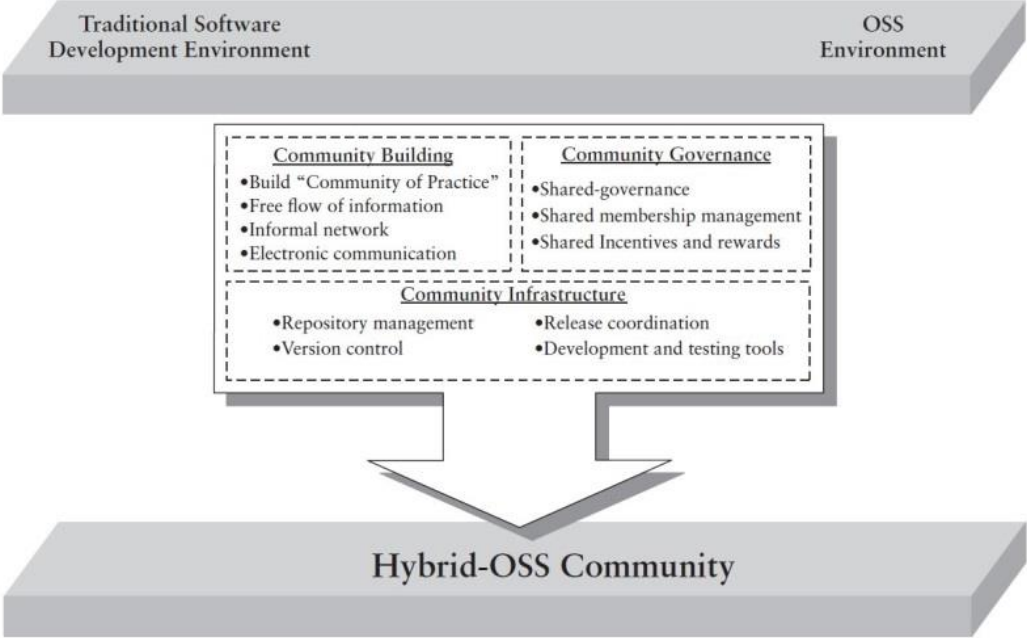 Traditional Software
Development Environment
OSS
Environment
Community Building
•Build “Community of Practice”
•Free flow of information
•Informal network
•Electronic communication
Community Governance
•Shared-governance
•Shared membership management
•Shared Incentives and rewards
Community Infrastructure
•Repository management
•Version control
•Release coordination
•Development and testing tools
Hybrid-OSS Community